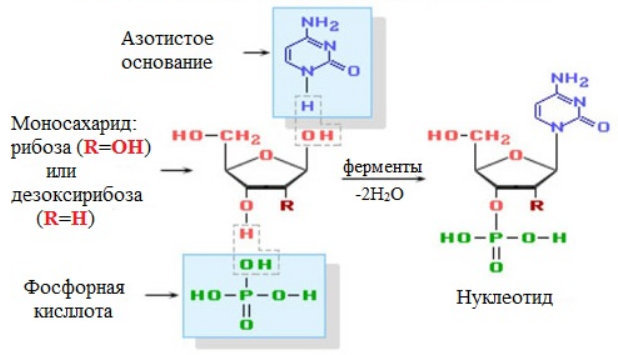 Азотистое
основание
NH₂
N
N
O
H
Моносахарид:
рибоза (R=OH)
или
дезоксирибоза
(R=H)
HO-CH₂
OH
O
O
R
H
ферменты
-2H₂O
NH₂
N
N
O
HO-CH₂
O
O
R
HO-P-O-H
O
Нуклеотид
Фосфорная
кисллота
OH
HO-P-O-H
O